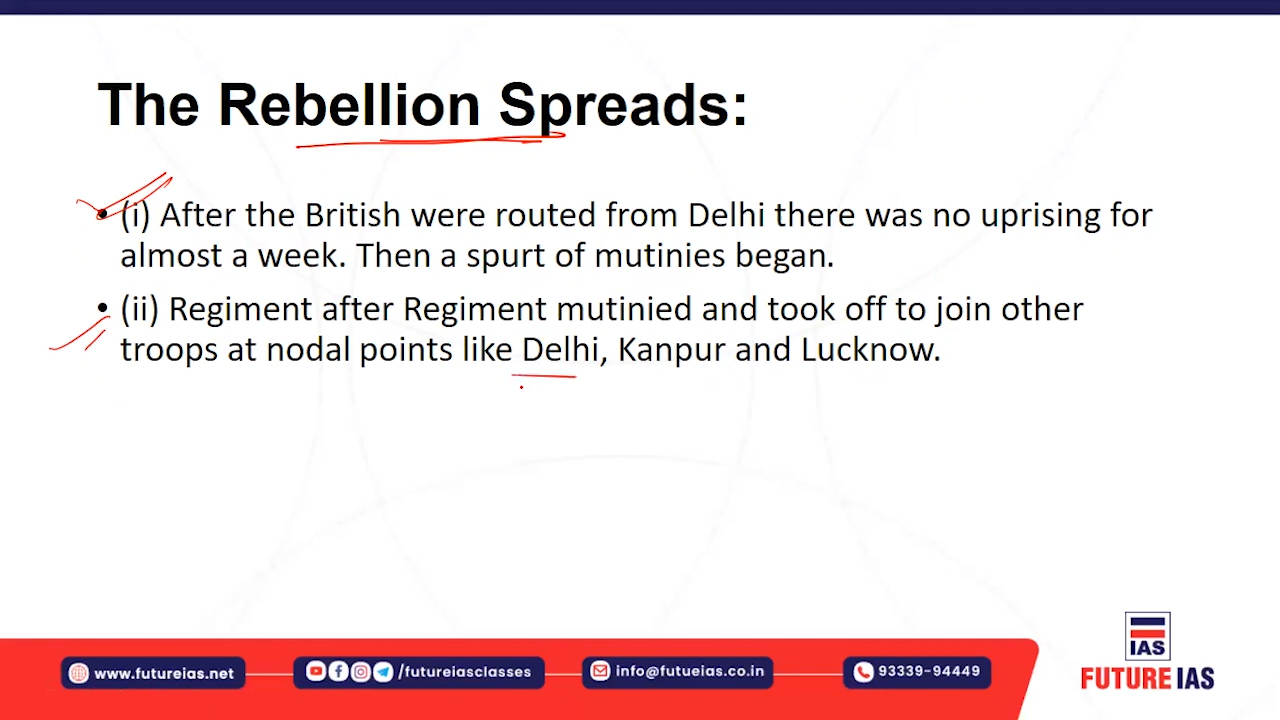 The Rebellion Spreads:
• (i) After the British were routed from Delhi there was no uprising for
almost a week. Then a spurt of mutinies began.
• (ii) Regiment after Regiment mutinied and took off to join other
troops at nodal points like Delhi, Kanpur and Lucknow.
IAS
FUTURE IAS
www.futureias.net
/futureiasclasses
info@futueias.co.in
93339-94449